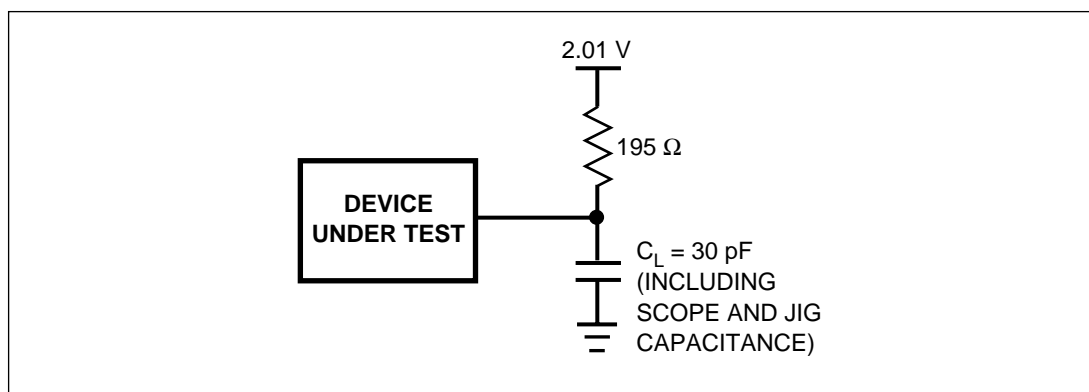 2.01 V
195 Ω
DEVICE
UNDER TEST
C_L = 30 pF
(INCLUDING
SCOPE AND JIG
CAPACITANCE)